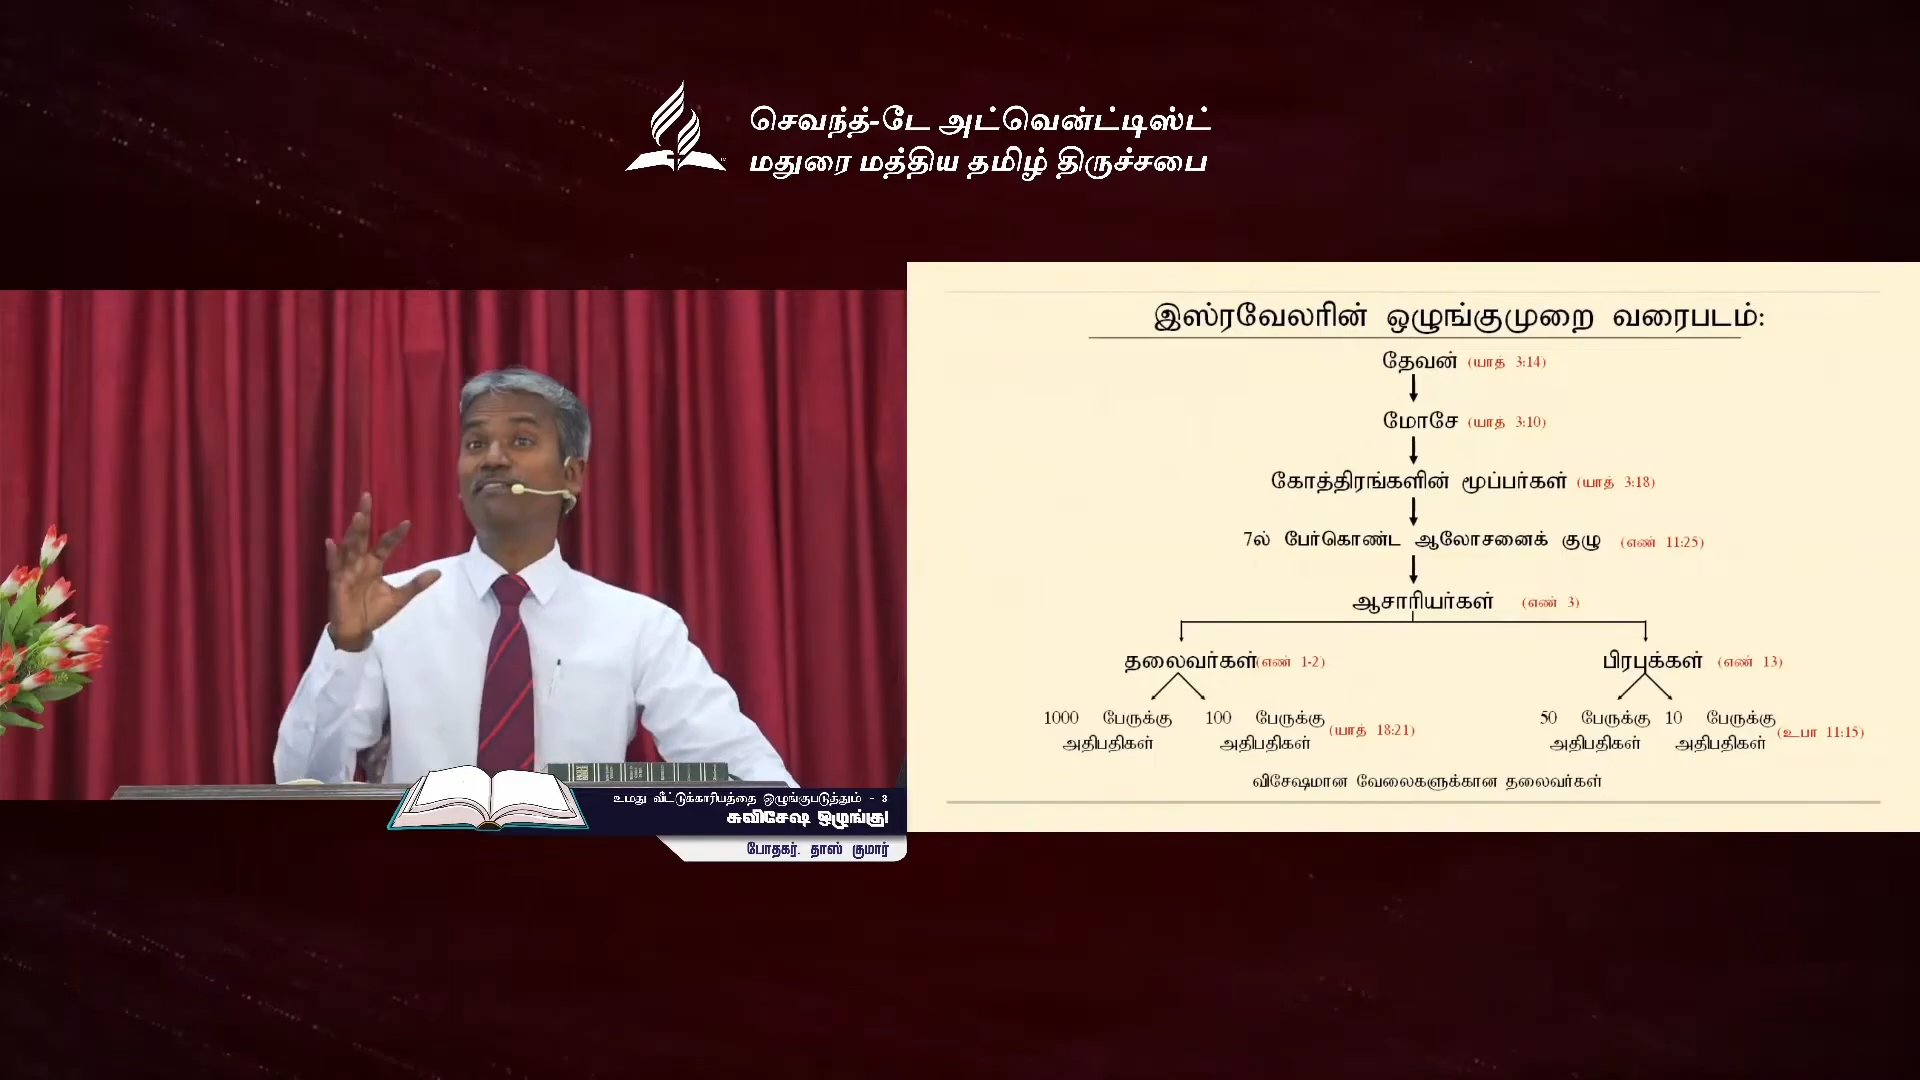 செவந்த்-டே அட்வென்ட்டிஸ்ட்
மதுரை மத்திய தமிழ் திருச்சபை
இஸ்ரவேலரின் ஒழுங்குமுறை வரைபடம்:
தேவன் (யாத் 3:14)
மோசே (யாத் 3:10)
கோத்திரங்களின் மூப்பர்கள் (யாத் 3:18)
7ல் பேர்கொண்ட ஆலோசனைக் குழு (எண் 11:25)
ஆசாரியர்கள் (எண் 3)
தலைவர்கள்(எண் 1-2) பிரபுக்கள் (எண் 13)
1000 பேருக்கு அதிபதிகள்
100 பேருக்கு அதிபதிகள் (யாத் 18:21)
50 பேருக்கு அதிபதிகள்
10 பேருக்கு அதிபதிகள் (உபா 11:15)
விசேஷமான வேலைகளுக்கான தலைவர்கள்
உமது வீட்டுக்காரியத்தை ஒழுங்குபடுத்தும் - 3
சுவிசேஷ ஒழுங்கு!
போதகர். தாஸ் குமார்